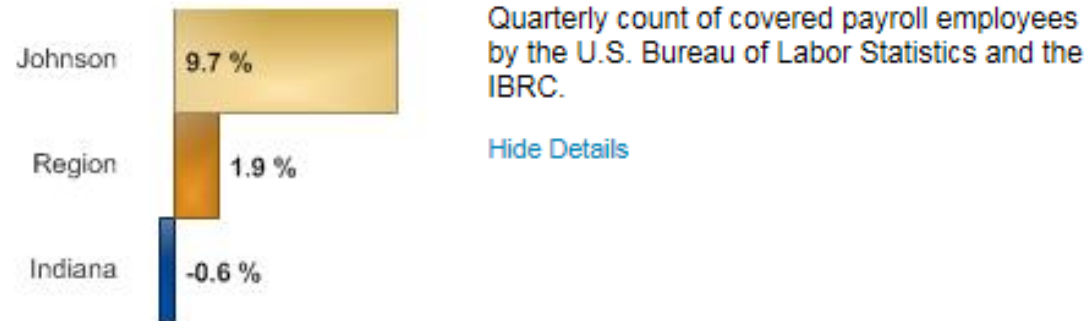 Johnson
9.7 %
Region
1.9 %
Indiana
-0.6 %
Quarterly count of covered payroll employees
by the U.S. Bureau of Labor Statistics and the
IBRC.
Hide Details